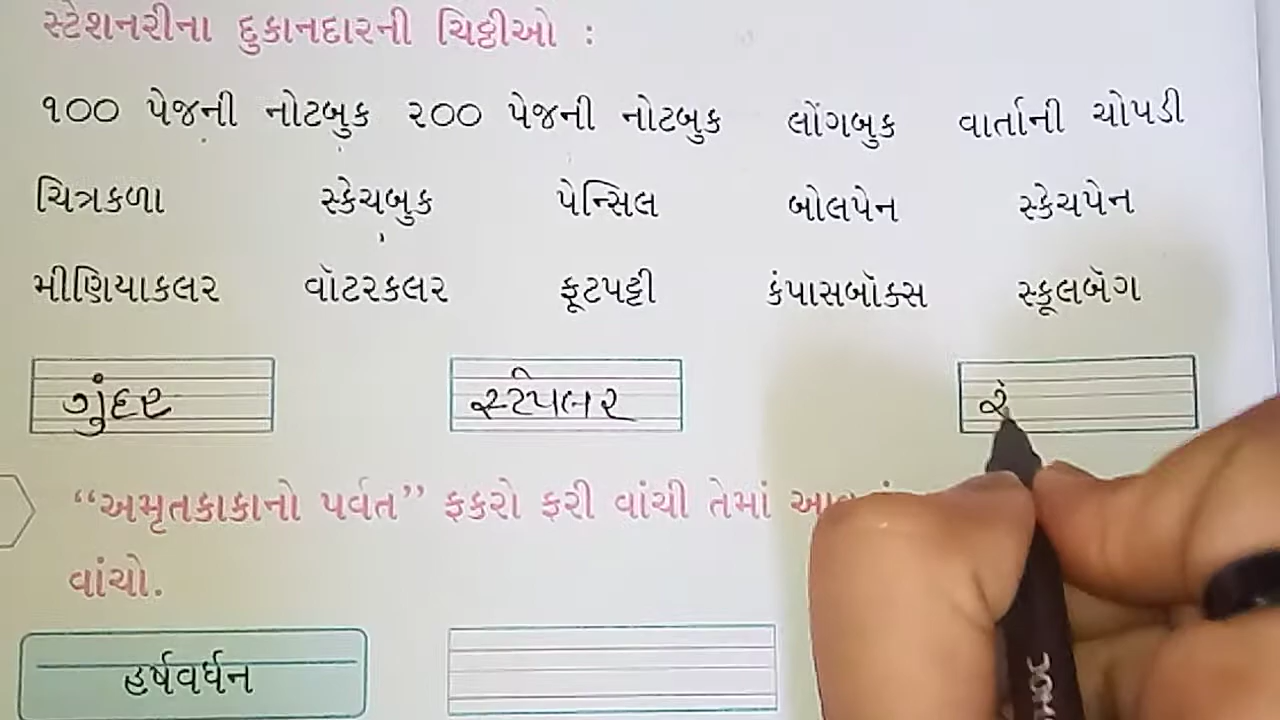 સ્ટેશનરીના દુકાનદારની ચિઠ્ઠીઓ :
૧૦૦ પેજની નોટબુક ૨૦૦ પેજની નોટબુક લોંગબુક વાર્તાની ચોપડી
ચિત્રકળા સ્કેચબુક પેન્સિલ બોલપેન સ્કેચપેન
મીણિયાકલર વૉટરકલર ફૂટપટ્ટી કંપાસબૉક્સ સ્કૂલબૅગ
ગુંદર સ્ટેપલર રં
“અમૃતકાકાનો પર્વત” ફકરો ફરી વાંચી તેમાં
વાંચો.
હર્ષવર્ધન